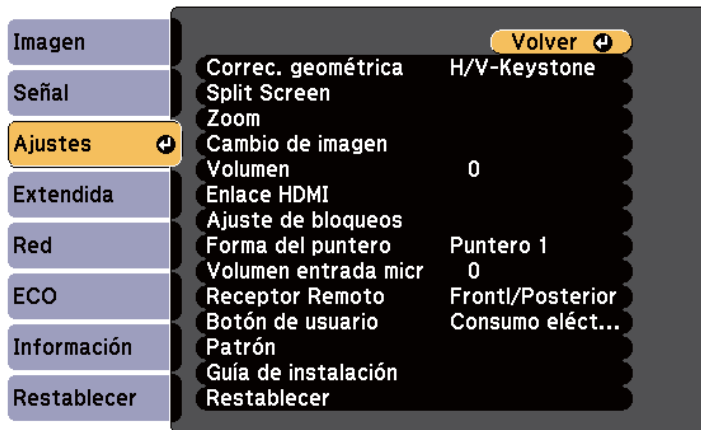 Imagen
Señal
Ajustes
Extendida
Red
ECO
Información
Restablecer
Volver
Correc. geométrica H/V-Keystone
Split Screen
Zoom
Cambio de imagen
Volumen 0
Enlace HDMI
Ajuste de bloqueos
Forma del puntero Puntero 1
Volumen entrada micr 0
Receptor Remoto Frontl/Posterior
Botón de usuario Consumo eléct...
Patrón
Guía de instalación
Restablecer